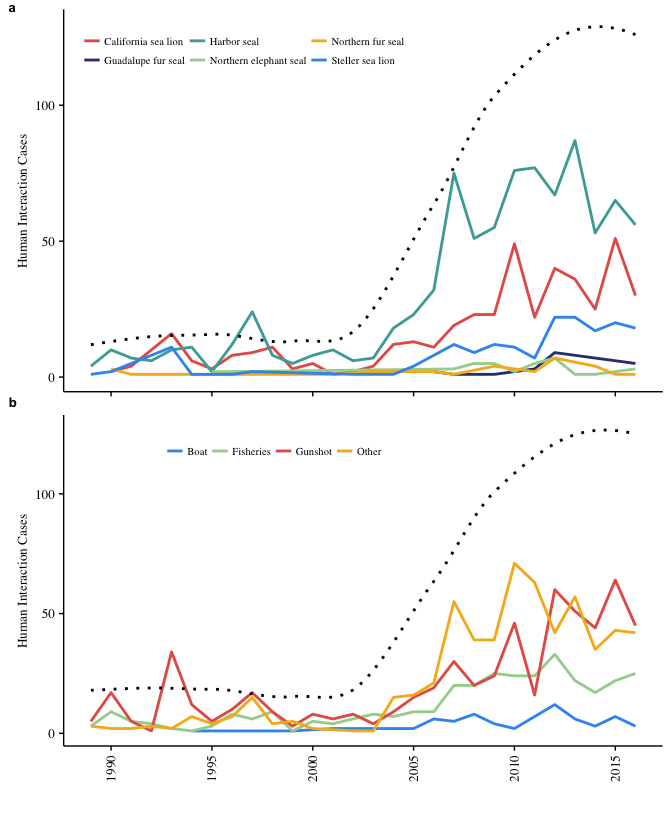 a
California sea lion Harbor seal Northern fur seal
Guadalupe fur seal Northern elephant seal Steller sea lion
Human Interaction Cases
100
50
0
b
Boat Fisheries Gunshot Other
Human Interaction Cases
100
50
0
1990 1995 2000 2005 2010 2015